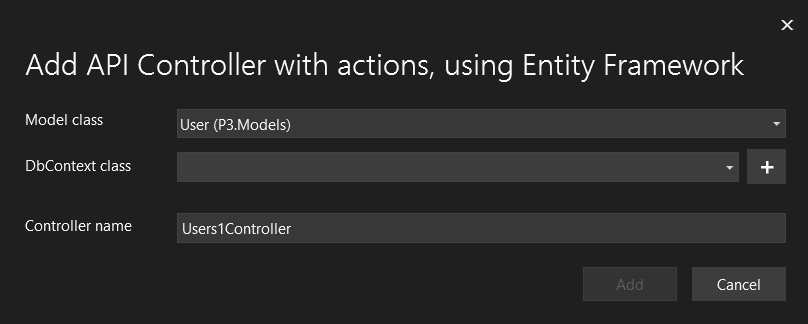 Add API Controller with actions, using Entity Framework
Model class
User (P3.Models)
DbContext class
Controller name
Users1Controller
Add
Cancel